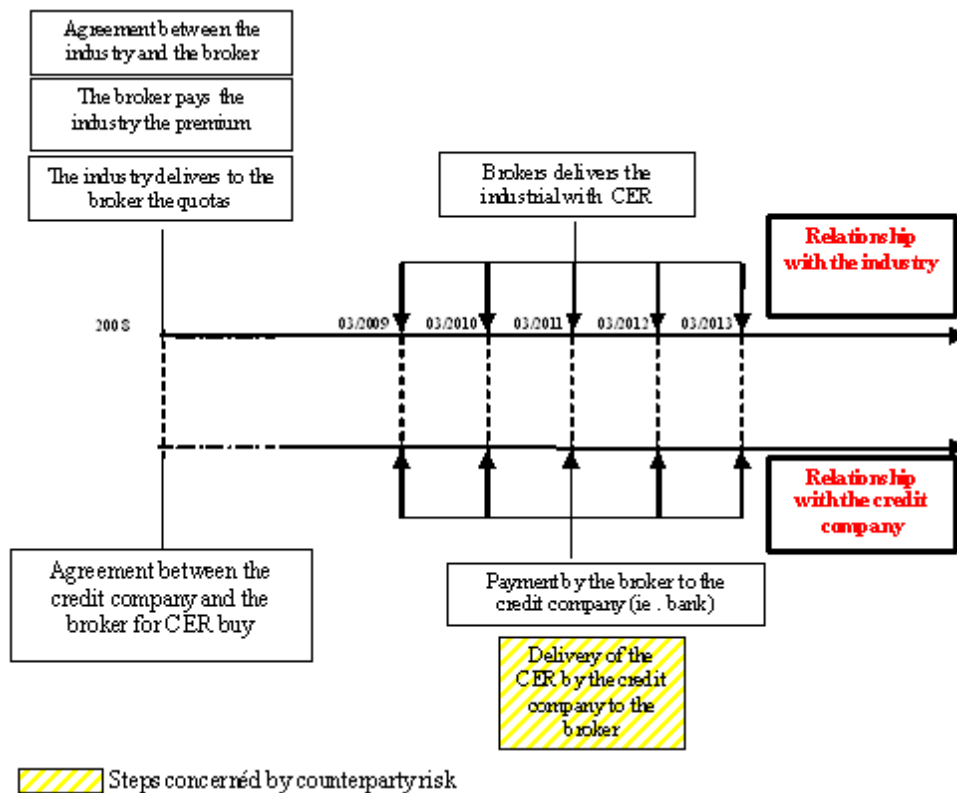 Agreement between the
industry and the broker
The broker pays the
industry the premium
The industry delivers to the
broker the quotas
Brokers delivers the
industrial with CER
Relationship
with the industry
2008
03/2009
03/2010
03/2011
03/2012
03/2013
Relationship
with the credit
company
Agreement between the
credit company and the
broker for CER buy
Payment by the broker to the
credit company (ie . bank)
Delivery of the
CER by the credit
company to the
broker
Steps concernéd by counterparty risk